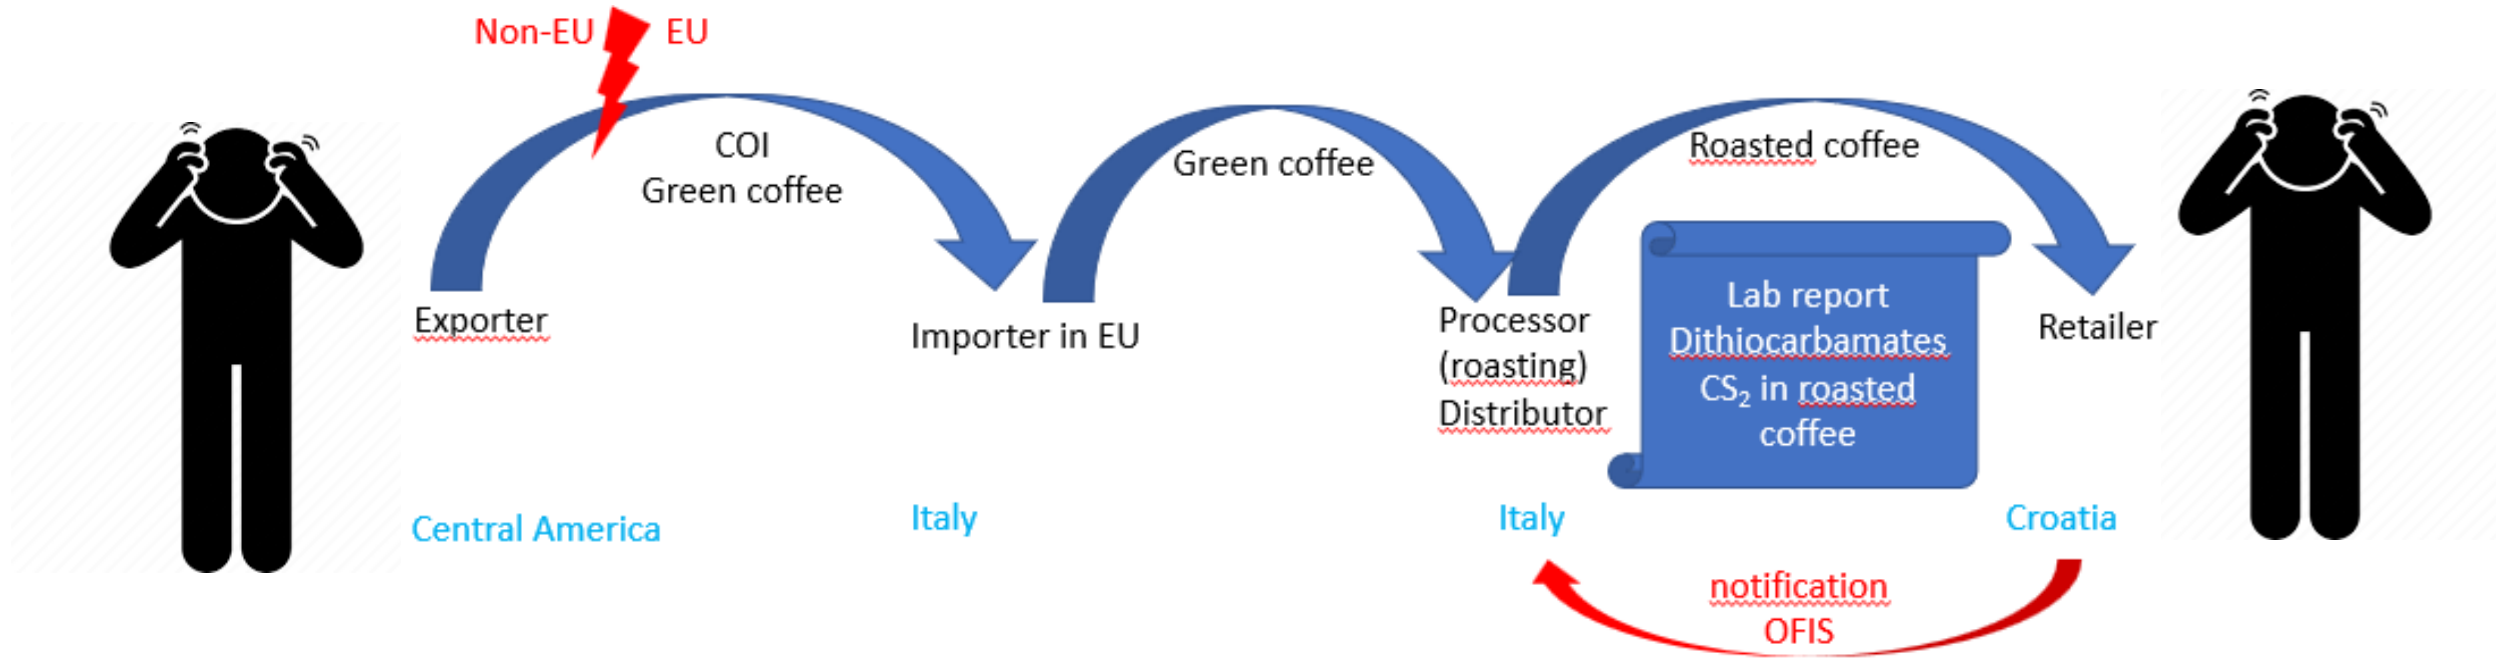 Non-EU
EU
COI
Green coffee
Green coffee
Roasted coffee
Exporter
Importer in EU
Processor
(roasting)
Distributor
Lab report
Dithiocarbamates
CS₂ in roasted
coffee
Retailer
Central America
Italy
Italy
Croatia
notification
OFIS